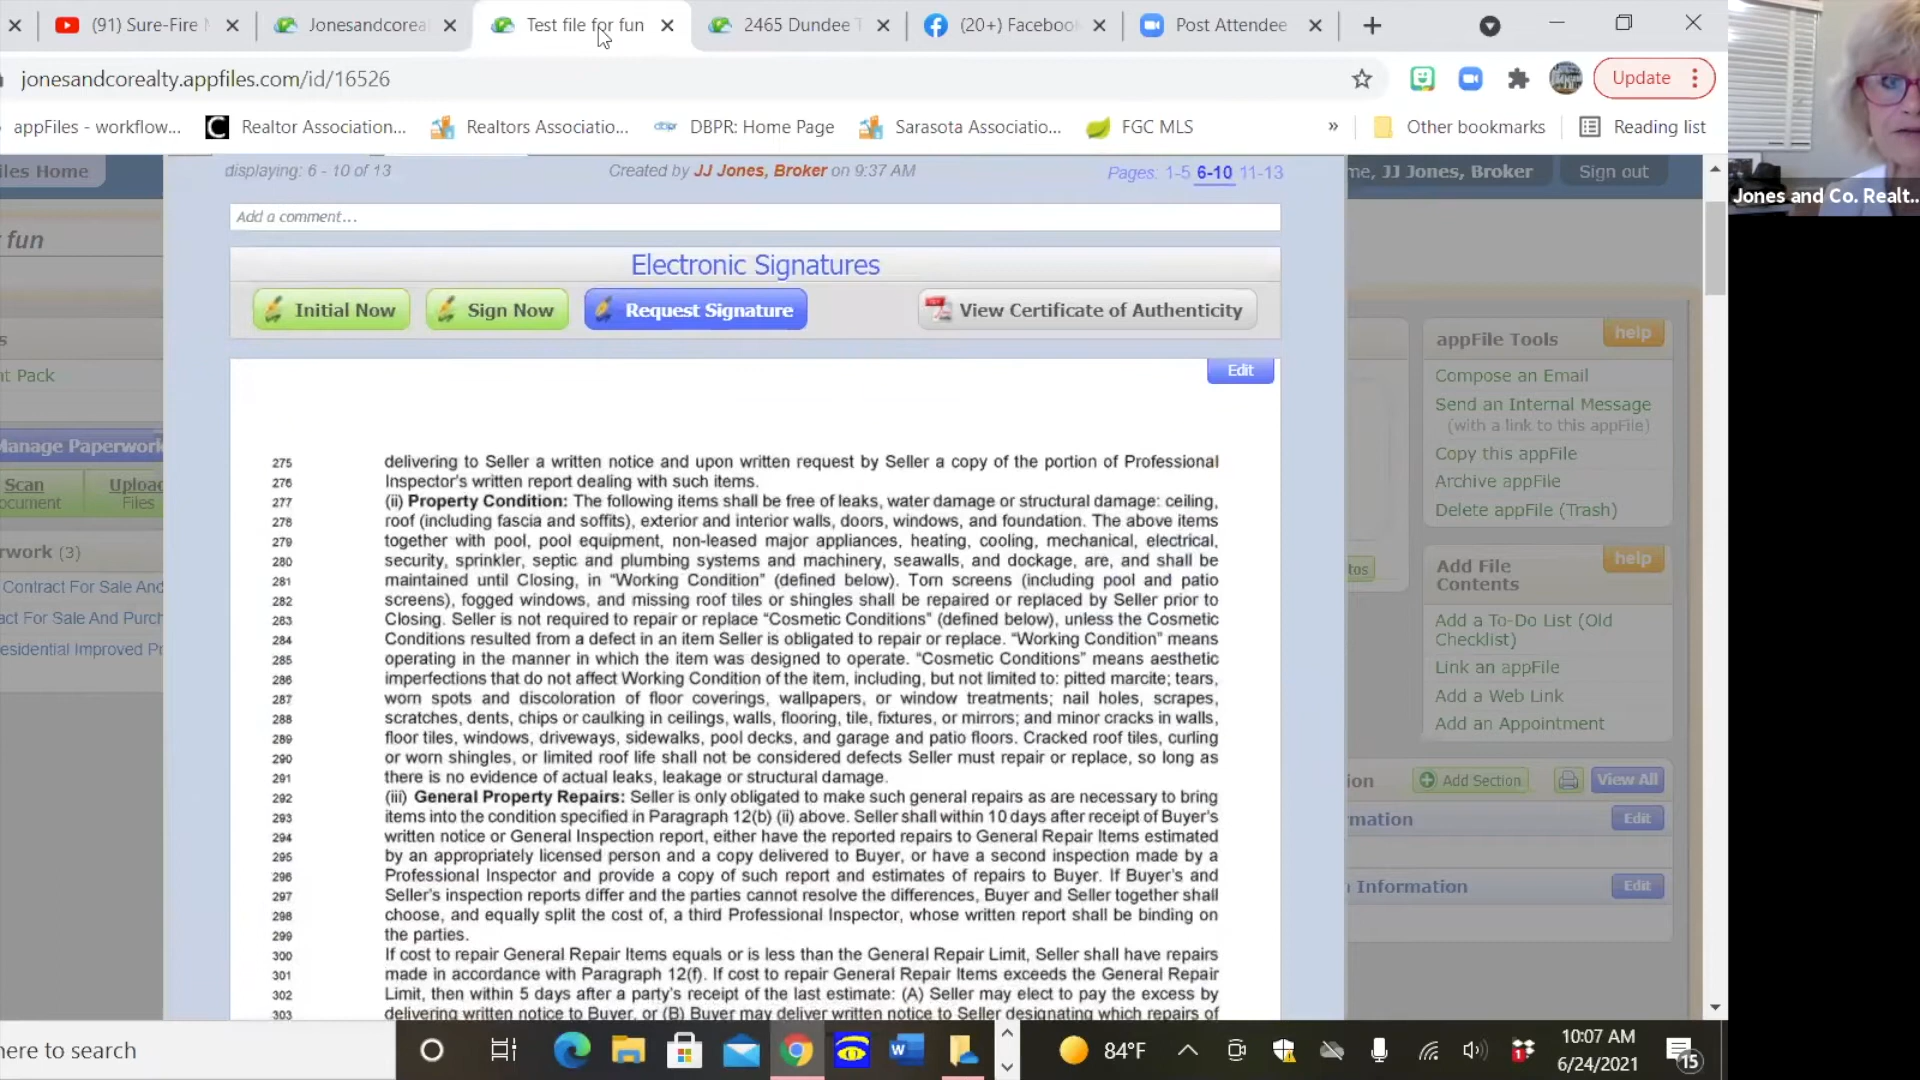 (91) Sure-Fire
Jonesandcorea
Test file for fun
2465 Dundee T
(20+) Facebook
Post Attendee
jonesandcorealty.appfiles.com/id/16526
Update
appFiles - workflow...
Realtor Association...
Realtors Associatio...
DBPR: Home Page
Sarasota Associatio...
FGC MLS
»
Other bookmarks
Reading list
iles Home
displaying: 6 - 10 of 13
Created by JJ Jones, Broker on 9:37 AM
Pages: 1-5 6-10 11-13
me, JJ Jones, Broker
Sign out
Jones and Co. Realt...
Add a comment...
fun
Electronic Signatures
Initial Now
Sign Now
Request Signature
View Certificate of Authenticity
Edit
nt Pack
Manage Paperwork
Scan
ocument
Upload
Files
rwork (3)
Contract For Sale And
act For Sale And Purch
esidential Improved Pr
275 delivering to Seller a written notice and upon written request by Seller a copy of the portion of Professional
276 Inspector's written report dealing with such items.
277 (ii) Property Condition: The following items shall be free of leaks, water damage or structural damage: ceiling,
278 roof (including fascia and soffits), exterior and interior walls, doors, windows, and foundation. The above items
279 together with pool, pool equipment, non-leased major appliances, heating, cooling, mechanical, electrical,
280 security, sprinkler, septic and plumbing systems and machinery, seawalls, and dockage, are, and shall be
281 maintained until Closing, in "Working Condition" (defined below). Torn screens (including pool and patio
282 screens), fogged windows, and missing roof tiles or shingles shall be repaired or replaced by Seller prior to
283 Closing. Seller is not required to repair or replace "Cosmetic Conditions" (defined below), unless the Cosmetic
284 Conditions resulted from a defect in an item Seller is obligated to repair or replace. "Working Condition" means
285 operating in the manner in which the item was designed to operate. "Cosmetic Conditions" means aesthetic
286 imperfections that do not affect Working Condition of the item, including, but not limited to: pitted marcite; tears,
287 worn spots and discoloration of floor coverings, wallpapers, or window treatments; nail holes, scrapes,
288 scratches, dents, chips or caulking in ceilings, walls, flooring, tile, fixtures, or mirrors; and minor cracks in walls,
289 floor tiles, windows, driveways, sidewalks, pool decks, and garage and patio floors. Cracked roof tiles, curling
290 or worn shingles, or limited roof life shall not be considered defects Seller must repair or replace, so long as
291 there is no evidence of actual leaks, leakage or structural damage.
292 (iii) General Property Repairs: Seller is only obligated to make such general repairs as are necessary to bring
293 items into the condition specified in Paragraph 12(b) (ii) above. Seller shall within 10 days after receipt of Buyer's
294 written notice or General Inspection report, either have the reported repairs to General Repair Items estimated
295 by an appropriately licensed person and a copy delivered to Buyer, or have a second inspection made by a
296 Professional Inspector and provide a copy of such report and estimates of repairs to Buyer. If Buyer's and
297 Seller's inspection reports differ and the parties cannot resolve the differences, Buyer and Seller together shall
298 choose, and equally split the cost of, a third Professional Inspector, whose written report shall be binding on
299 the parties.
300 If cost to repair General Repair Items equals or is less than the General Repair Limit, Seller shall have repairs
301 made in accordance with Paragraph 12(f). If cost to repair General Repair Items exceeds the General Repair
302 Limit, then within 5 days after a party's receipt of the last estimate: (A) Seller may elect to pay the excess by
303 delivering written notice to Buyer, or (B) Buyer may deliver written notice to Seller designating which repairs of
appFile Tools
help
Compose an Email
Send an Internal Message
(with a link to this appFile)
Copy this appFile
Archive appFile
Delete appFile (Trash)
Add File
Contents
help
tos
Add a To-Do List (Old
Checklist)
Link an appFile
Add a Web Link
Add an Appointment
ion
Add Section
View All
rmation
Edit
Information
Edit
here to search
84°F
10:07 AM
6/24/2021
15